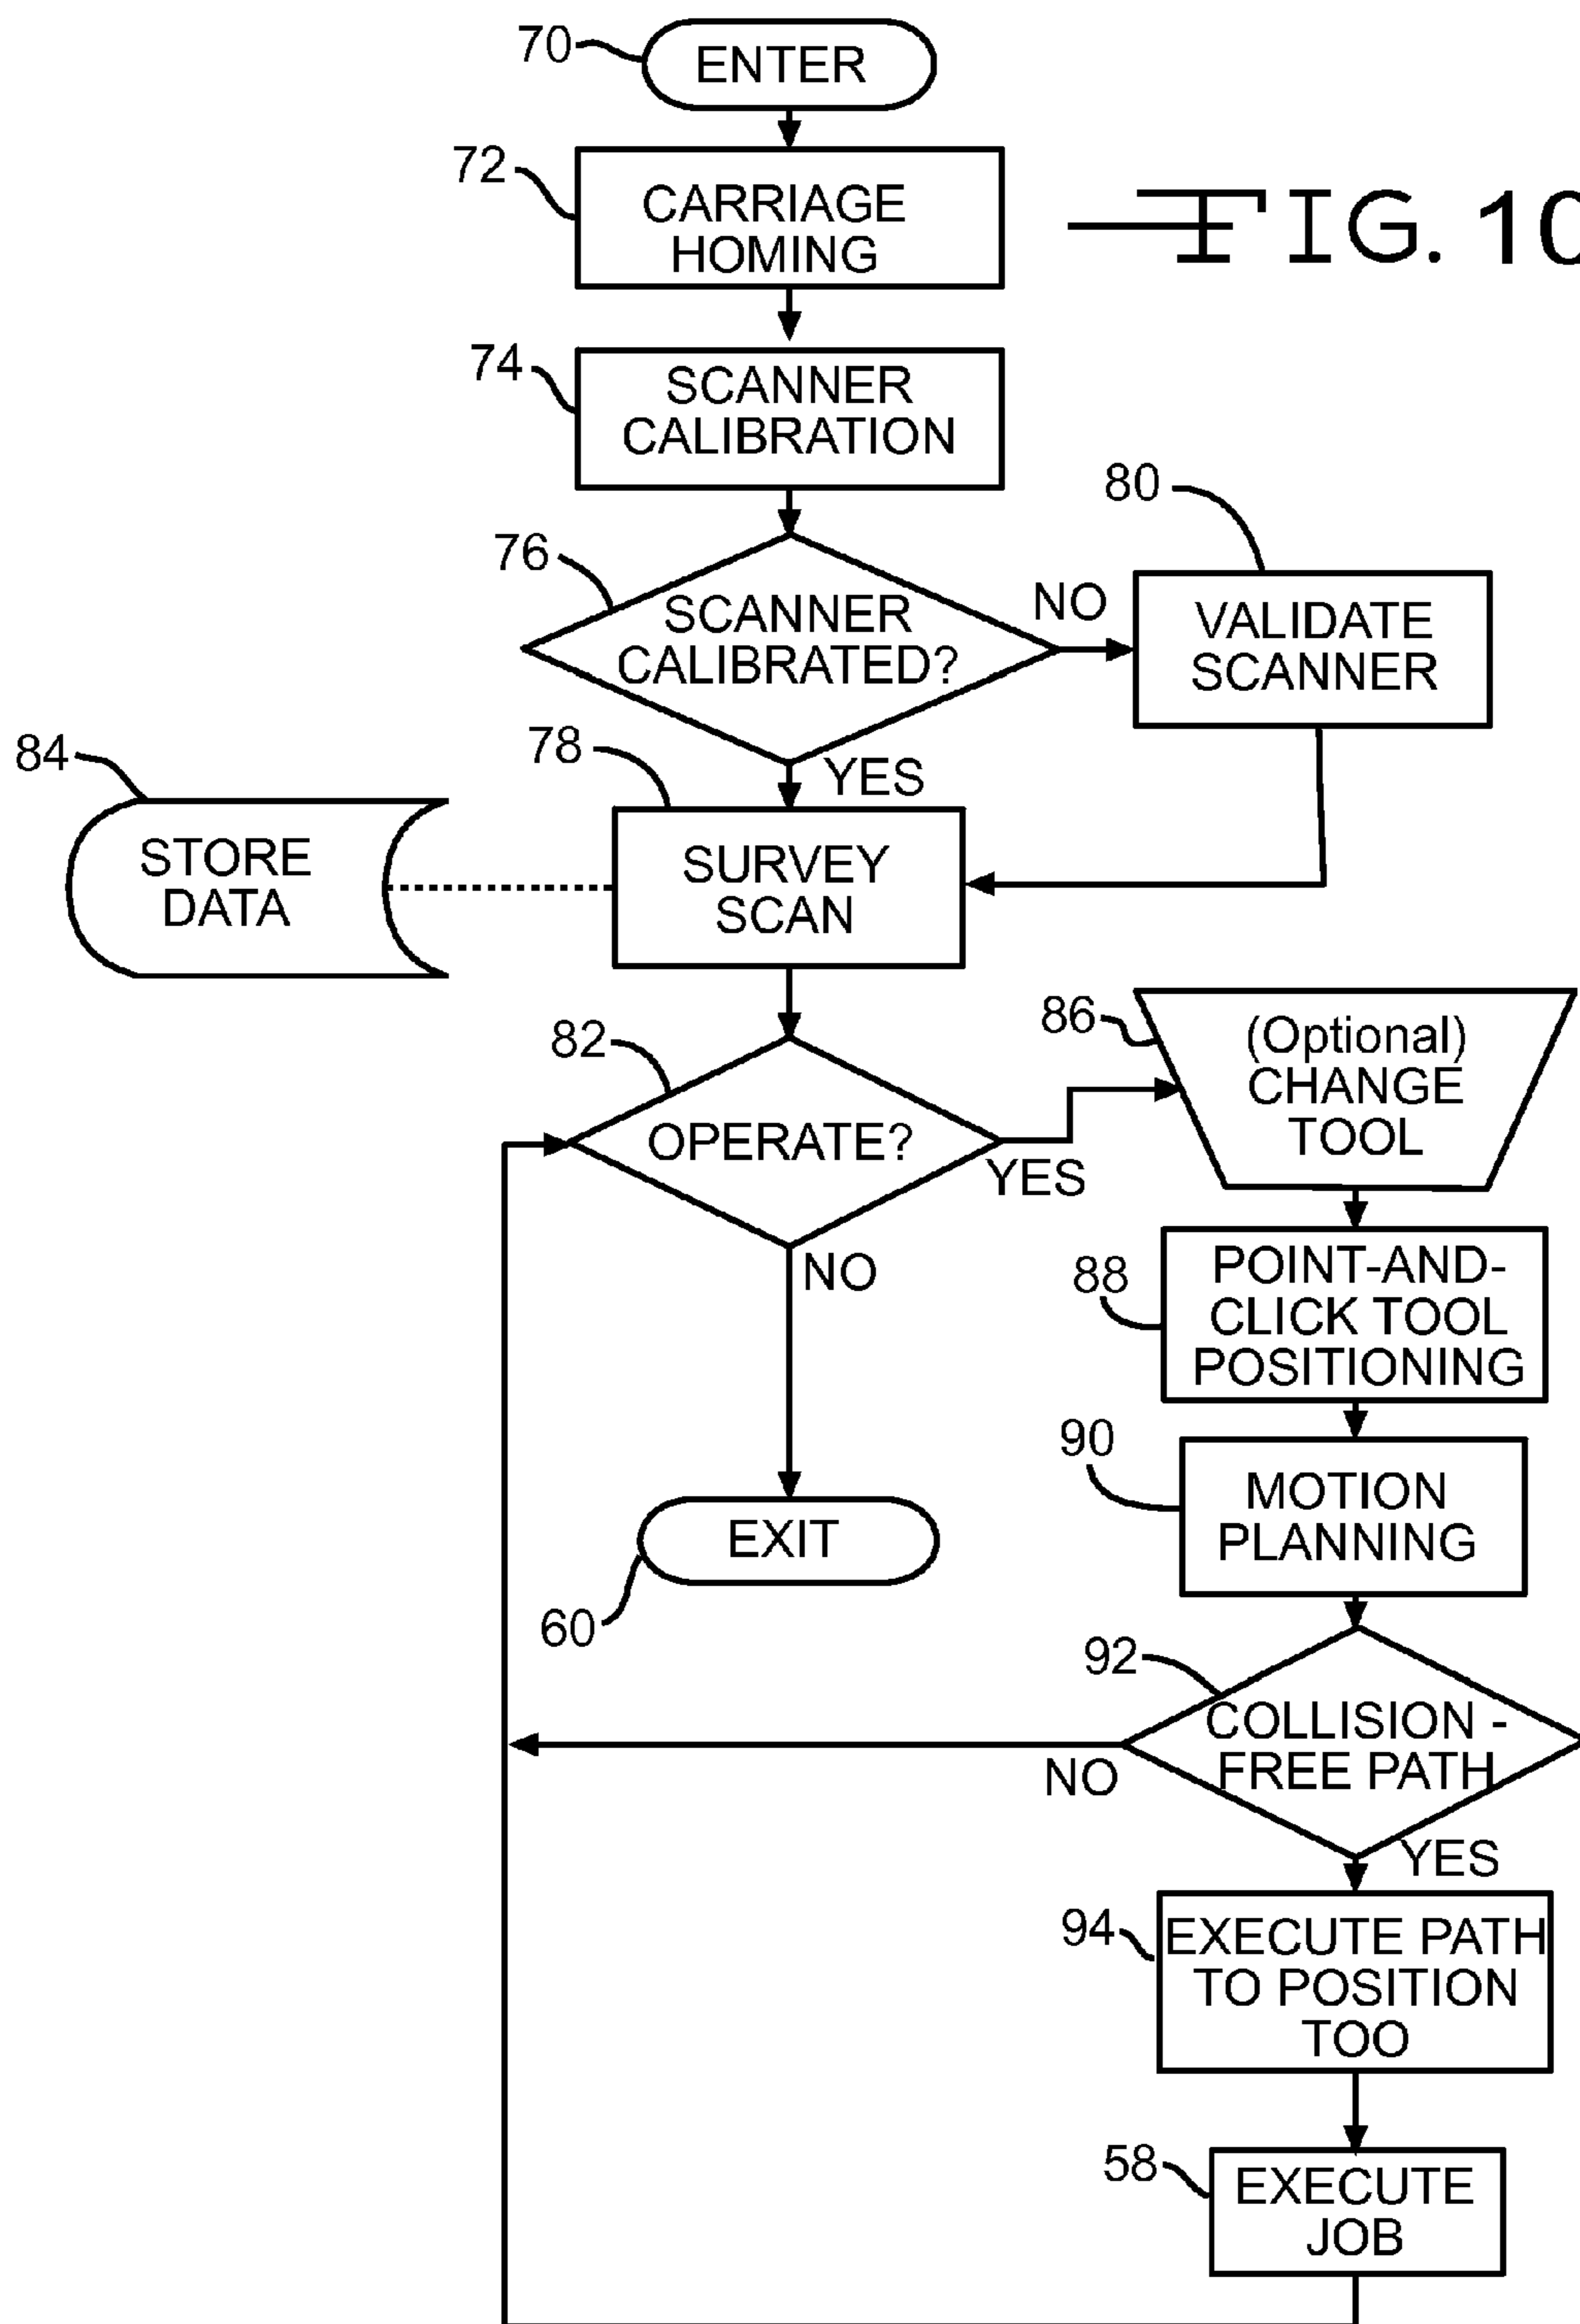 70
ENTER
72
CARRIAGE
HOMING
FIG. 10
74
SCANNER
CALIBRATION
76
SCANNER
CALIBRATED?
NO
80
VALIDATE
SCANNER
84
STORE
DATA
78
YES
SURVEY
SCAN
82
OPERATE?
YES
NO
86
(Optional)
CHANGE
TOOL
88
POINT-AND-
CLICK TOOL
POSITIONING
90
MOTION
PLANNING
EXIT
60
92
COLLISION -
FREE PATH
NO
YES
94
EXECUTE PATH
TO POSITION
TOO
58
EXECUTE
JOB